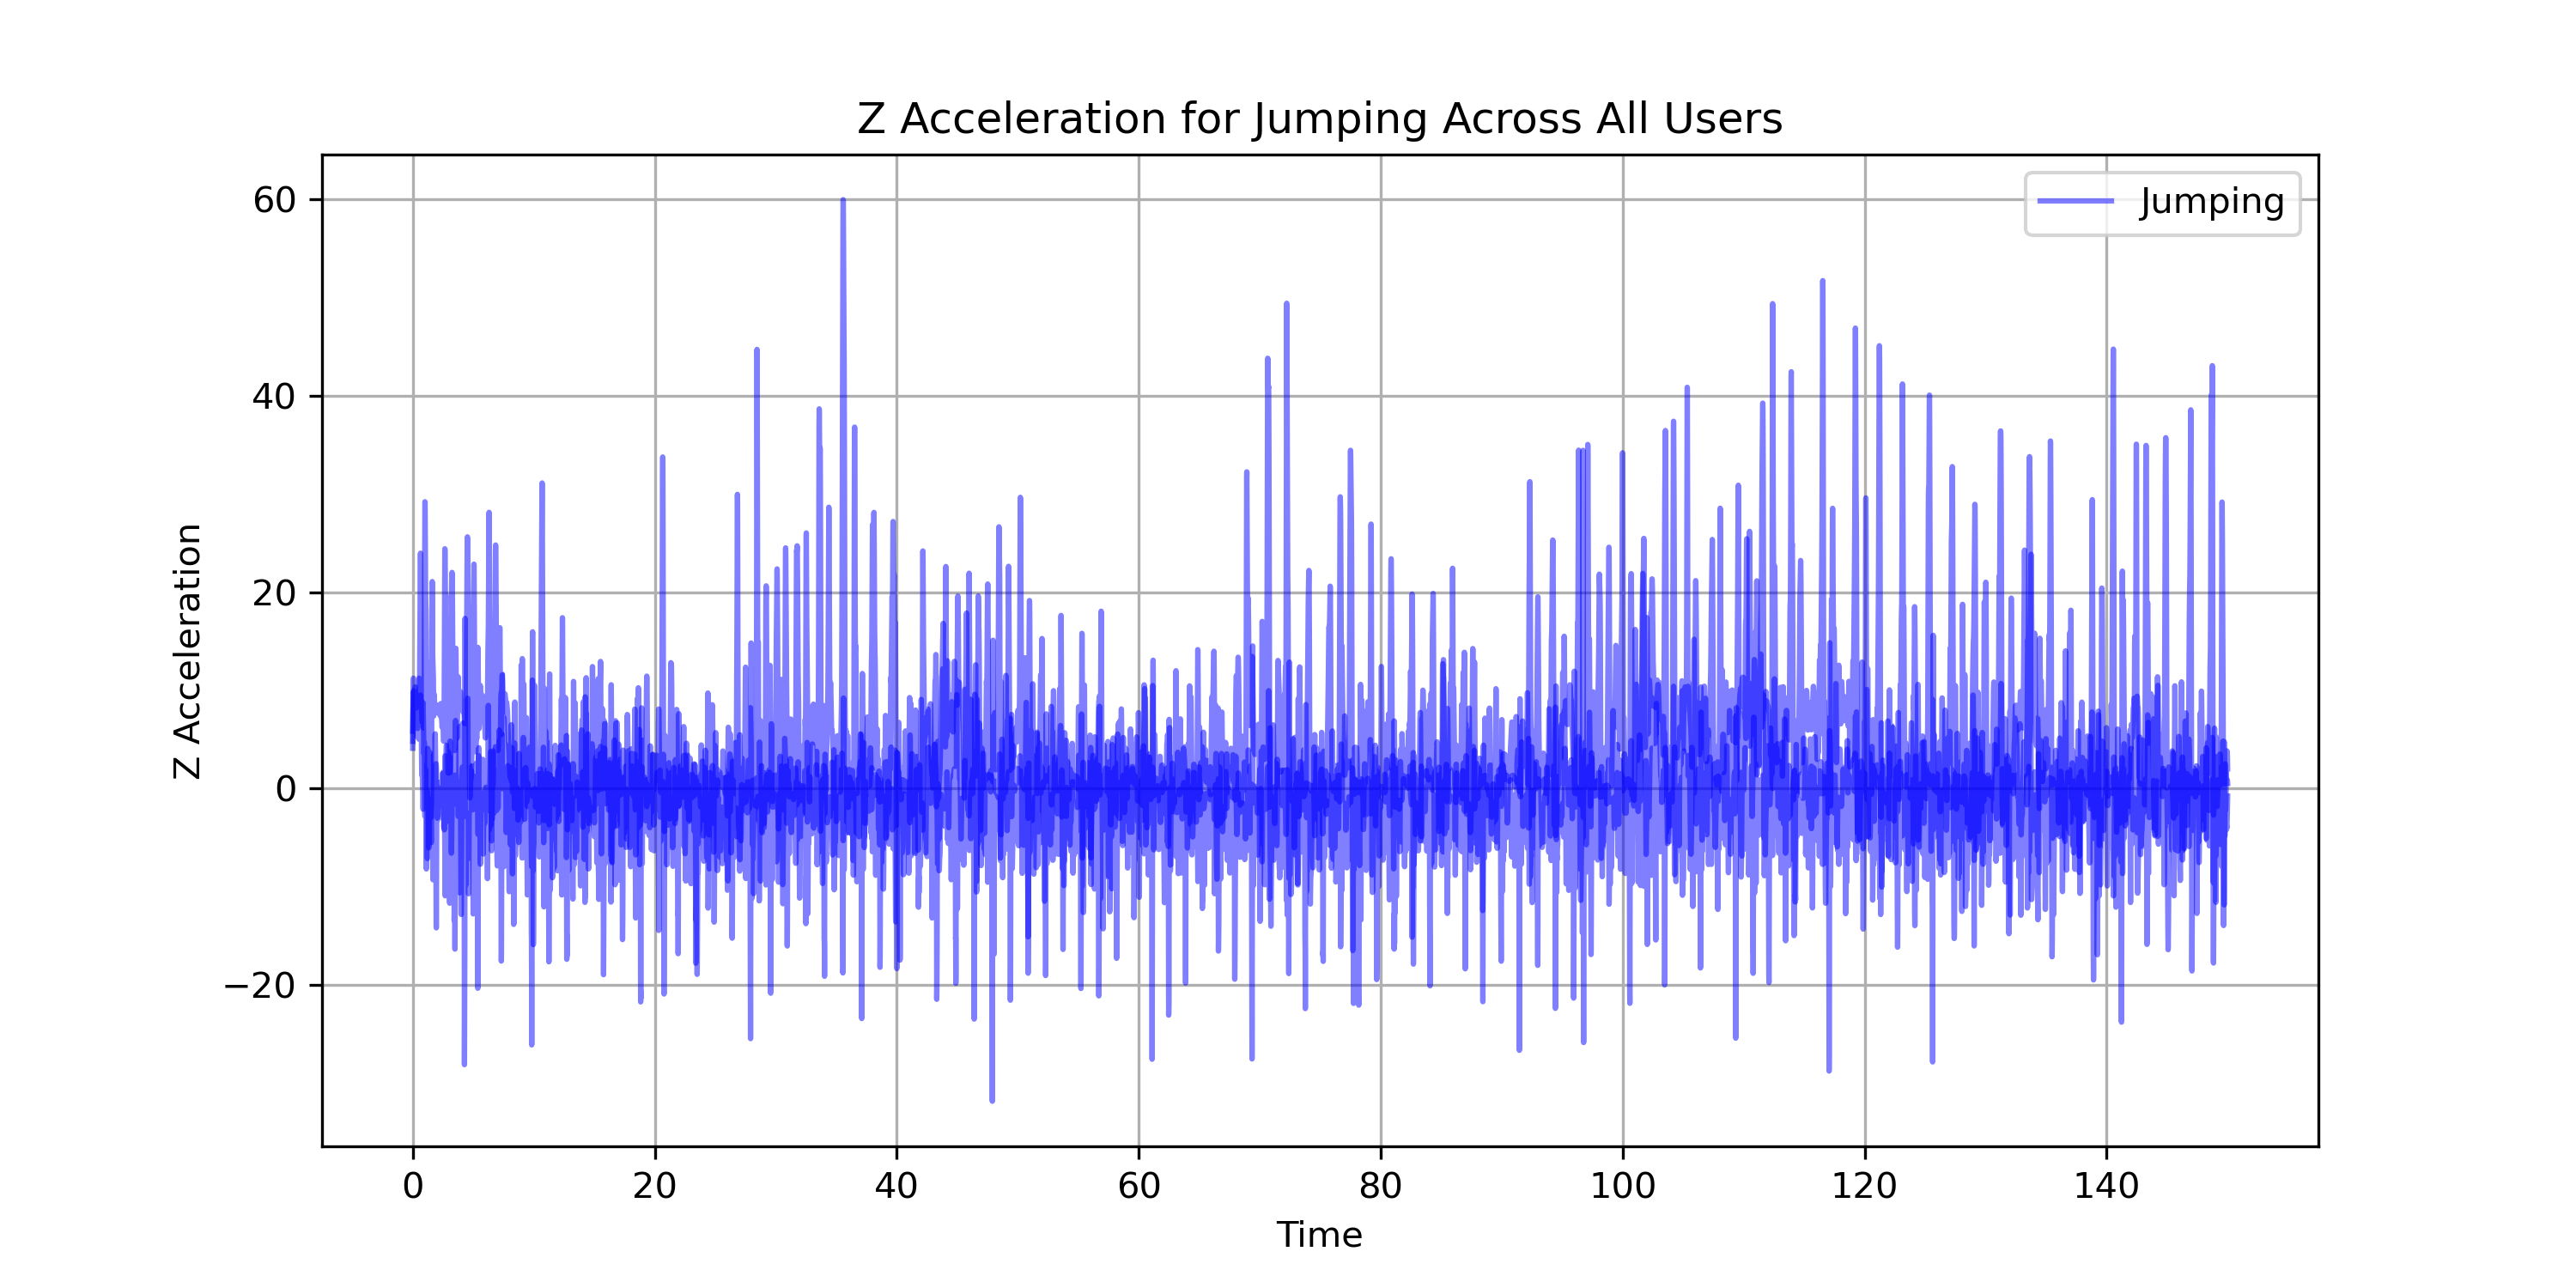 Z Acceleration for Jumping Across All Users
Jumping
60
40
20
0
−20
Z Acceleration
0 20 40 60 80 100 120 140
Time